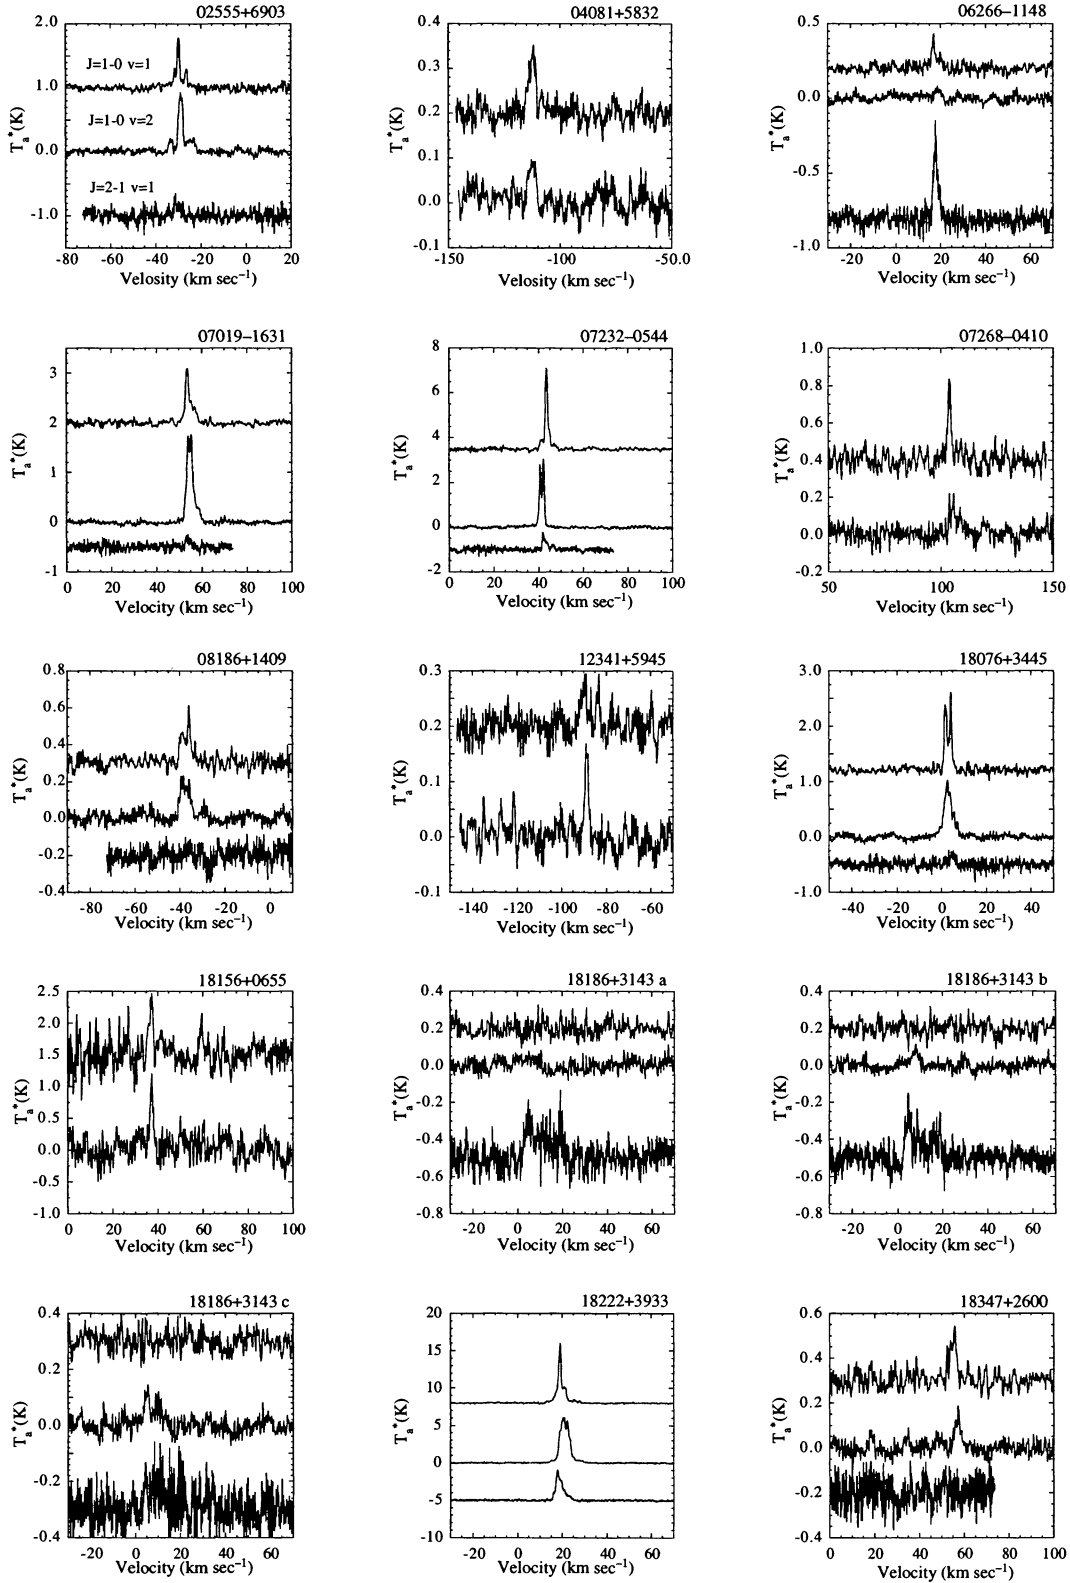 02555+6903
2.0
1.0
0.0
-1.0
T_a^*(K)
J=1-0 v=1
J=1-0 v=2
J=2-1 v=1
-80 -60 -40 -20 0 20
Velosity (km sec⁻¹)
04081+5832
0.4
0.3
0.2
0.1
0.0
-0.1
T_a^*(K)
-150 -100 -50.0
Velosity (km sec⁻¹)
06266–1148
0.5
0.0
-0.5
-1.0
T_a^*(K)
-20 0 20 40 60
Velocity (km sec⁻¹)
07019–1631
3
2
1
0
-1
T_a^*(K)
0 20 40 60 80 100
Velocity (km sec⁻¹)
07232–0544
8
6
4
2
0
-2
T_a^*(K)
0 20 40 60 80 100
Velocity (km sec⁻¹)
07268–0410
1.0
0.8
0.6
0.4
0.2
0.0
-0.2
T_a^*(K)
50 100 150
Velocity (km sec⁻¹)
08186+1409
0.8
0.6
0.4
0.2
0.0
-0.2
-0.4
T_a^*(K)
-80 -60 -40 -20 0
Velocity (km sec⁻¹)
12341+5945
0.3
0.2
0.1
0.0
-0.1
T_a^*(K)
-140 -120 -100 -80 -60
Velocity (km sec⁻¹)
18076+3445
3.0
2.0
1.0
0.0
-1.0
T_a^*(K)
-40 -20 0 20 40
Velocity (km sec⁻¹)
18156+0655
2.5
2.0
1.5
1.0
0.5
0.0
-0.5
-1.0
T_a^*(K)
0 20 40 60 80 100
Velocity (km sec⁻¹)
18186+3143 a
0.4
0.2
0.0
-0.2
-0.4
-0.6
-0.8
T_a^*(K)
-20 0 20 40 60
Velocity (km sec⁻¹)
18186+3143 b
0.4
0.2
0.0
-0.2
-0.4
-0.6
-0.8
T_a^*(K)
-20 0 20 40 60
Velocity (km sec⁻¹)
18186+3143 c
0.4
0.2
0.0
-0.2
-0.4
T_a^*(K)
-20 0 20 40 60
Velocity (km sec⁻¹)
18222+3933
20
15
10
5
0
-5
-10
T_a^*(K)
-20 0 20 40 60
Velocity (km sec⁻¹)
18347+2600
0.6
0.4
0.2
0.0
-0.2
-0.4
T_a^*(K)
0 20 40 60 80 100
Velocity (km sec⁻¹)